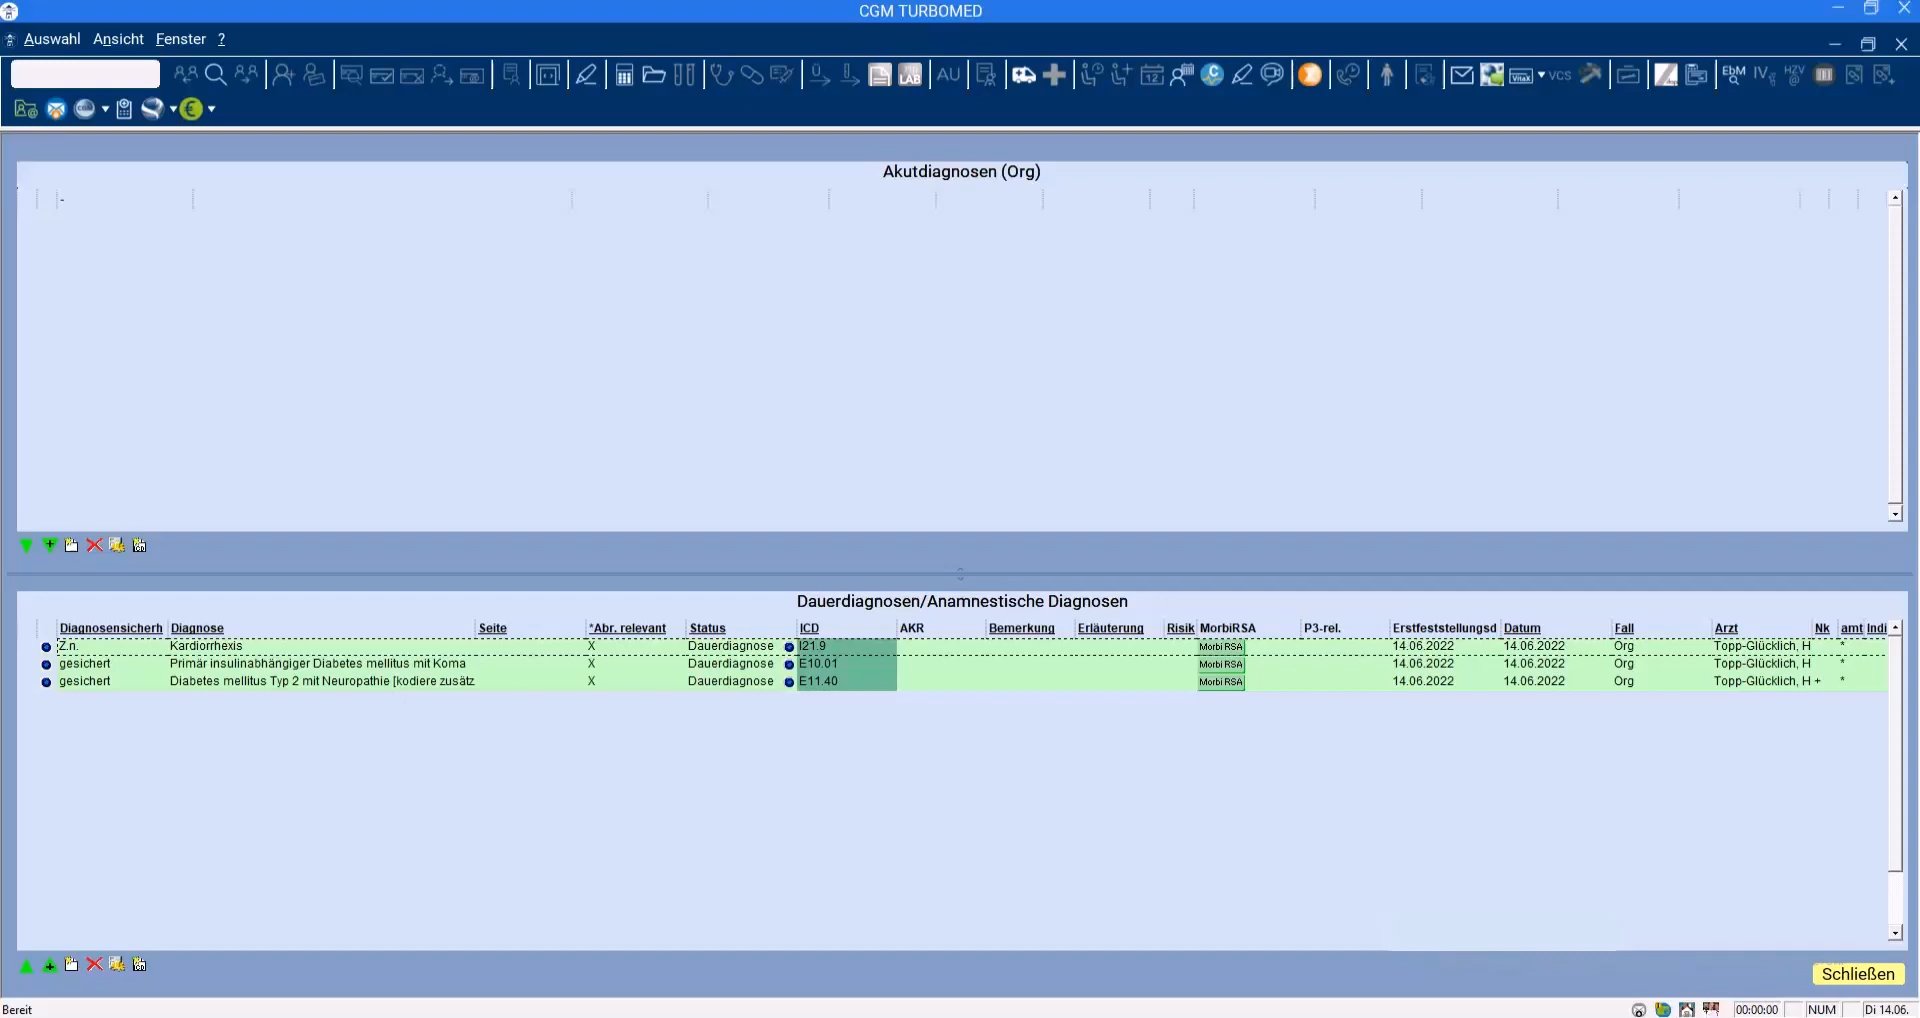 CGM TURBOMED
Auswahl Ansicht Fenster ?
LAB AU 12 VitaX VCS EbM IV HZV
CGM €
Akutdiagnosen (Org)
-
Dauerdiagnosen/Anamnestische Diagnosen
Diagnosensicherh Diagnose Seite *Abr. relevant Status ICD AKR Bemerkung Erläuterung Risik MorbiRSA P3-rel. Erstfeststellungsd Datum Fall Arzt Nk amt Indi
Z.n. Kardiorrhexis X Dauerdiagnose I21.9 Morbi RSA 14.06.2022 14.06.2022 Org Topp-Glücklich, H *
gesichert Primär insulinabhängiger Diabetes mellitus mit Koma X Dauerdiagnose E10.01 Morbi RSA 14.06.2022 14.06.2022 Org Topp-Glücklich, H *
gesichert Diabetes mellitus Typ 2 mit Neuropathie [kodiere zusätz X Dauerdiagnose E11.40 Morbi RSA 14.06.2022 14.06.2022 Org Topp-Glücklich, H + *
Schließen
Bereit 00:00:00 NUM Di 14.06.